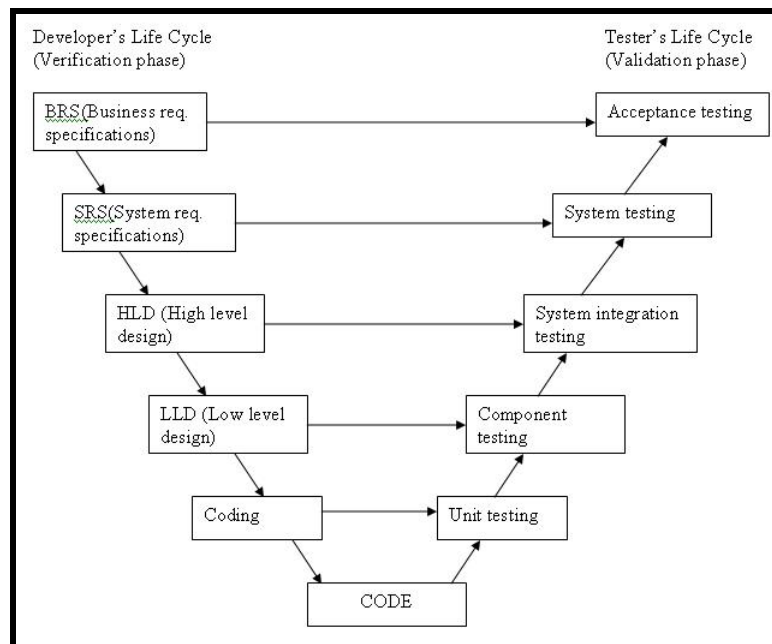 Developer's Life Cycle
(Verification phase)
Tester's Life Cycle
(Validation phase)
BRS(Business req.
specifications)
Acceptance testing
SRS(System req.
specifications)
System testing
HLD (High level
design)
System integration
testing
LLD (Low level
design)
Component
testing
Coding
Unit testing
CODE